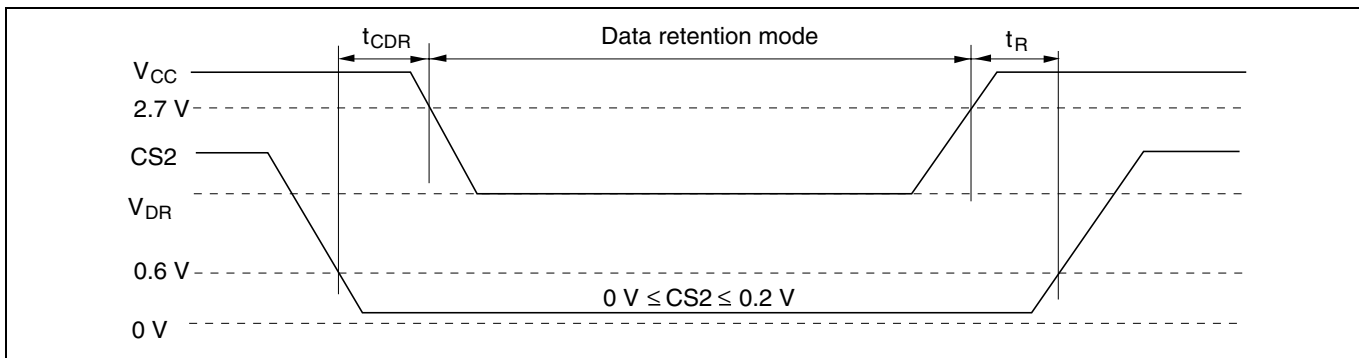 tCDR Data retention mode tR
VCC
2.7 V
CS2
VDR
0.6 V
0 V ≤ CS2 ≤ 0.2 V
0 V